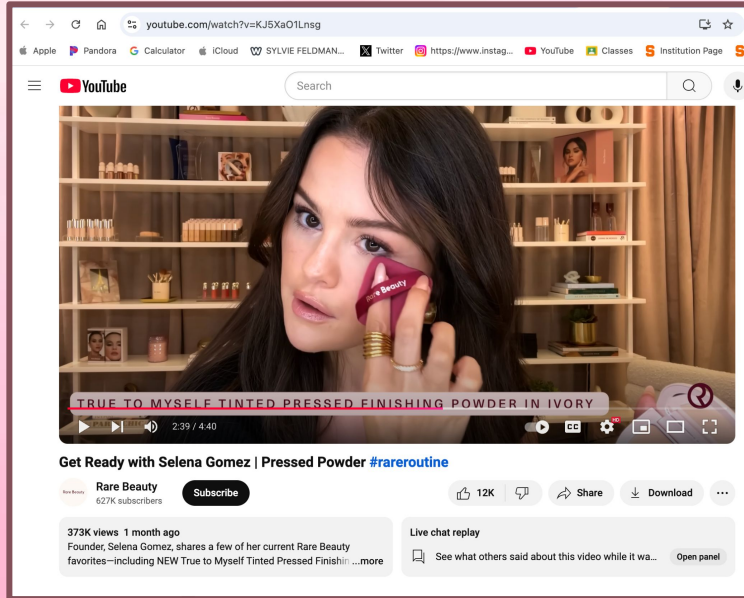 youtube.com/watch?v=KJ5XaO1Lnsg
Apple Pandora Calculator iCloud SYLVIE FELDMAN... Twitter https://www.instag... YouTube Classes Institution Page
YouTube
Search
Rare Beauty
TRUE TO MYSELF TINTED PRESSED FINISHING POWDER IN IVORY
2:39 / 4:40
CC
HD
Get Ready with Selena Gomez | Pressed Powder #rareroutine
Rare Beauty
Rare Beauty
627K subscribers
Subscribe
12K
Share
Download
373K views 1 month ago
Founder, Selena Gomez, shares a few of her current Rare Beauty
favorites—including NEW True to Myself Tinted Pressed Finishin ...more
Live chat replay
See what others said about this video while it wa...
Open panel